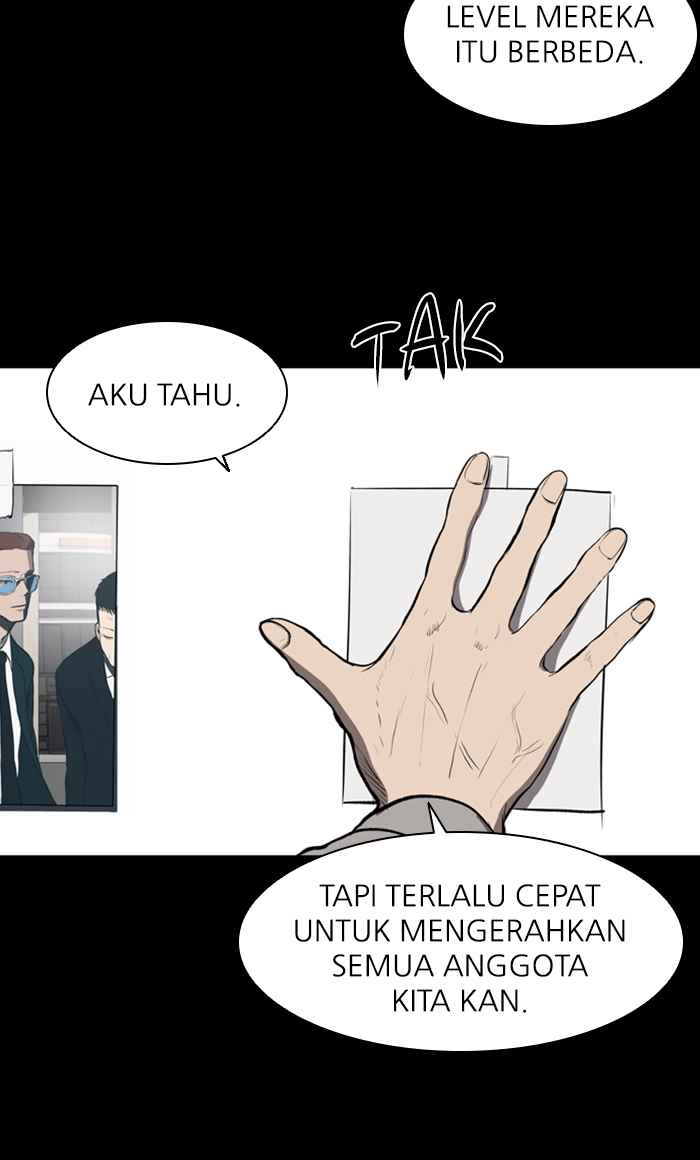 LEVEL MEREKA
ITU BERBEDA.
TAK
AKU TAHU.
TAPI TERLALU CEPAT
UNTUK MENGERAHKAN
SEMUA ANGGOTA
KITA KAN.